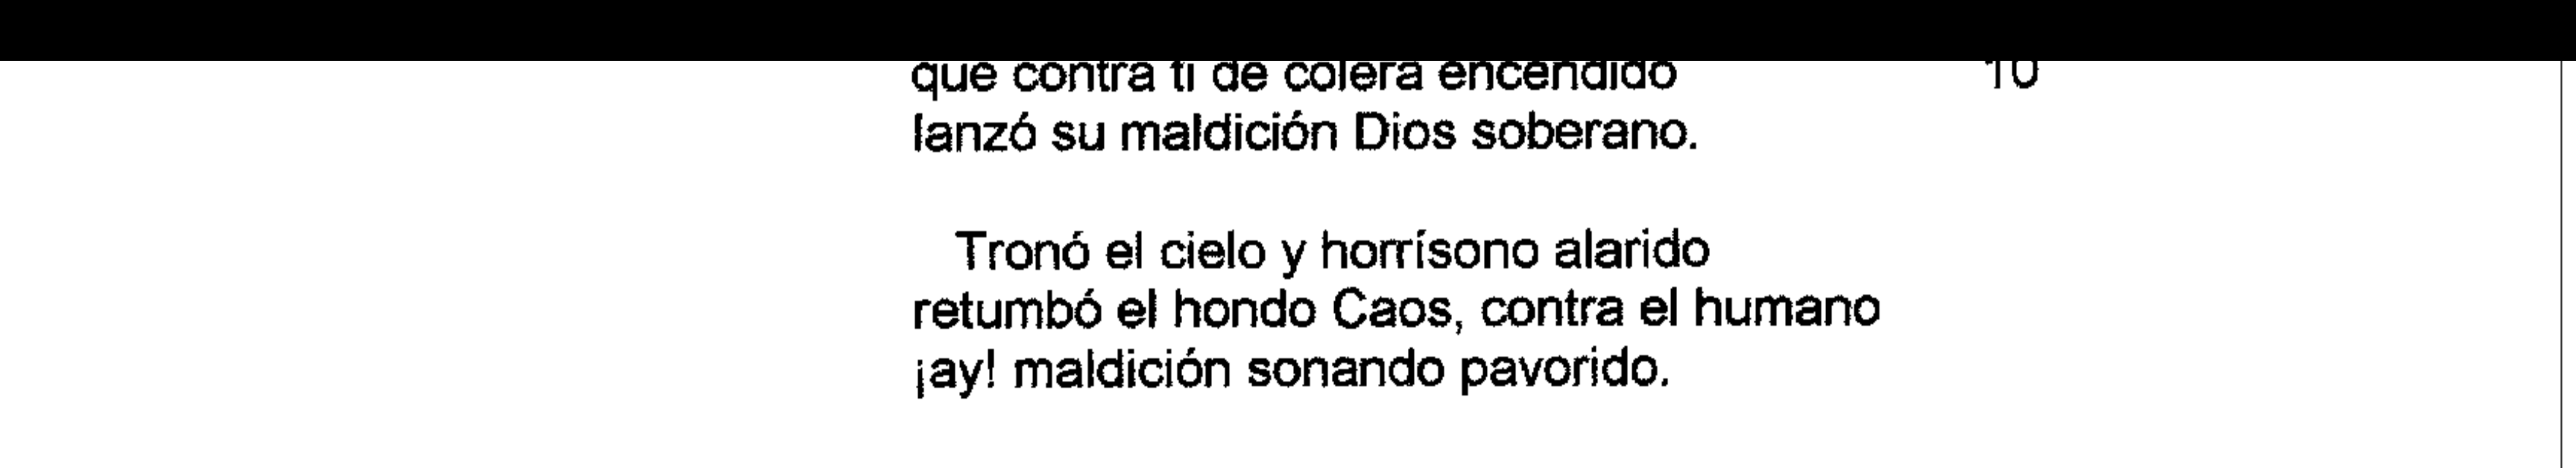 que contra ti de cólera encendido 10
lanzó su maldición Dios soberano.
Tronó el cielo y horrísono alarido
retumbó el hondo Caos, contra el humano
¡ay! maldición sonando pavorido.